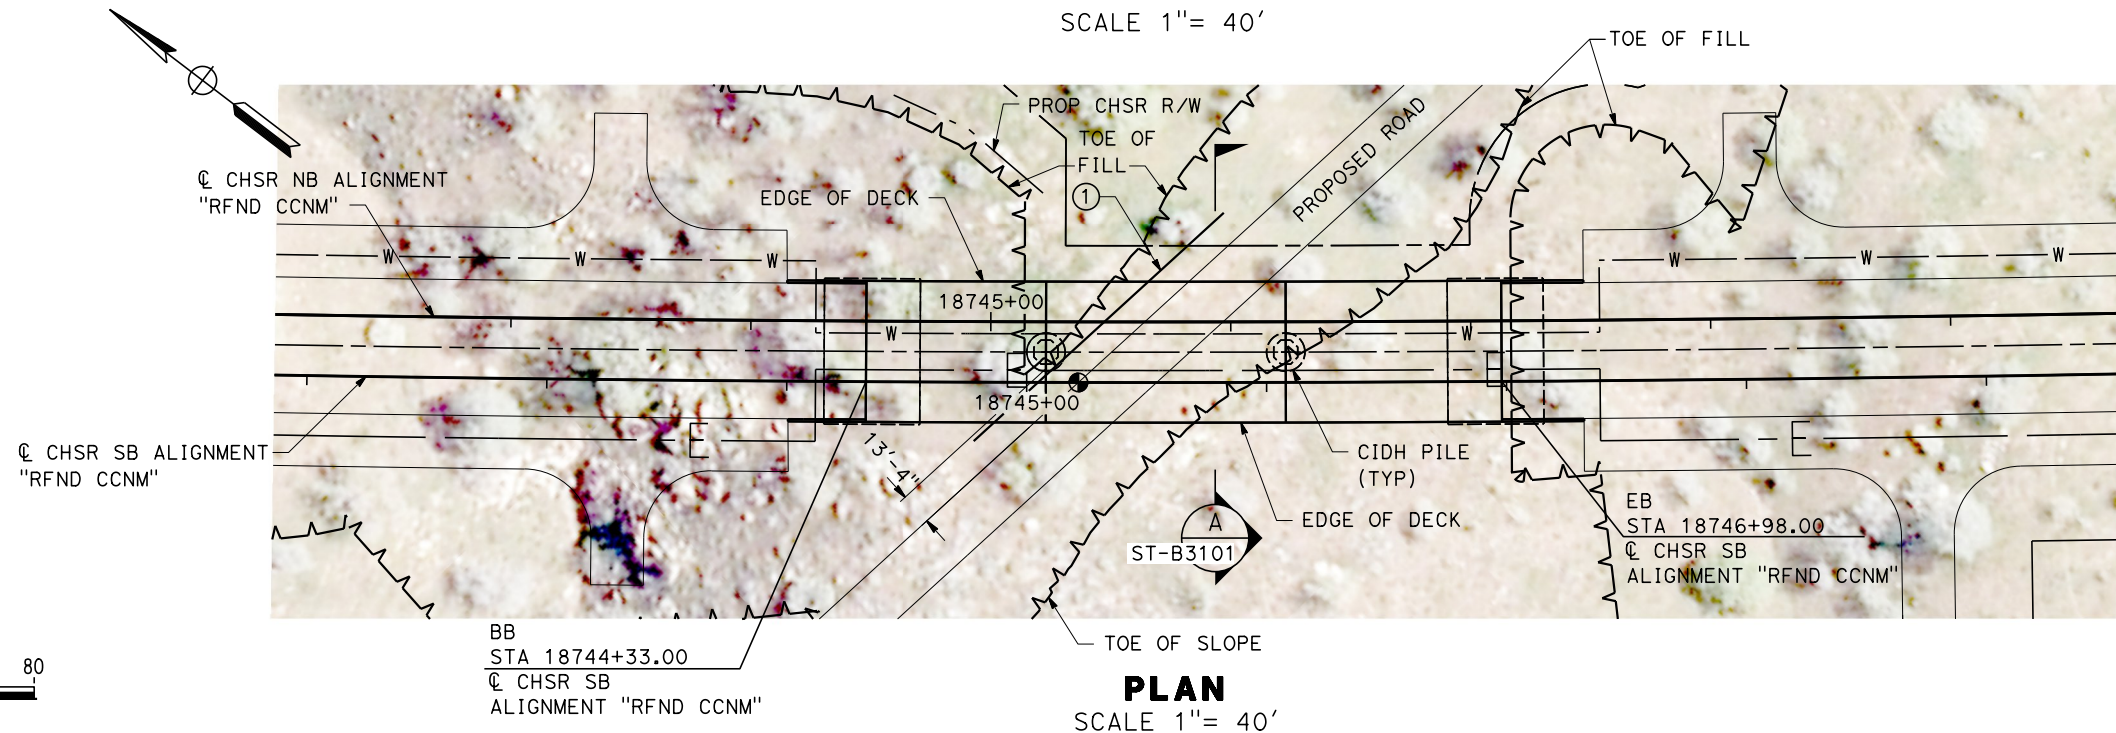 SCALE 1"= 40'
TOE OF FILL
PROP CHSR R/W
TOE OF
FILL
1
PROPOSED ROAD
℄ CHSR NB ALIGNMENT
"RFND CCNM"
EDGE OF DECK
W
W
W
W
W
W
18745+00
W
W
18745+00
℄ CHSR SB ALIGNMENT
"RFND CCNM"
E
E
13'-4"
CIDH PILE
(TYP)
EDGE OF DECK
A
ST-B3101
EB
STA 18746+98.00
℄ CHSR SB
ALIGNMENT "RFND CCNM"
BB
STA 18744+33.00
℄ CHSR SB
ALIGNMENT "RFND CCNM"
TOE OF SLOPE
80
PLAN
SCALE 1"= 40'